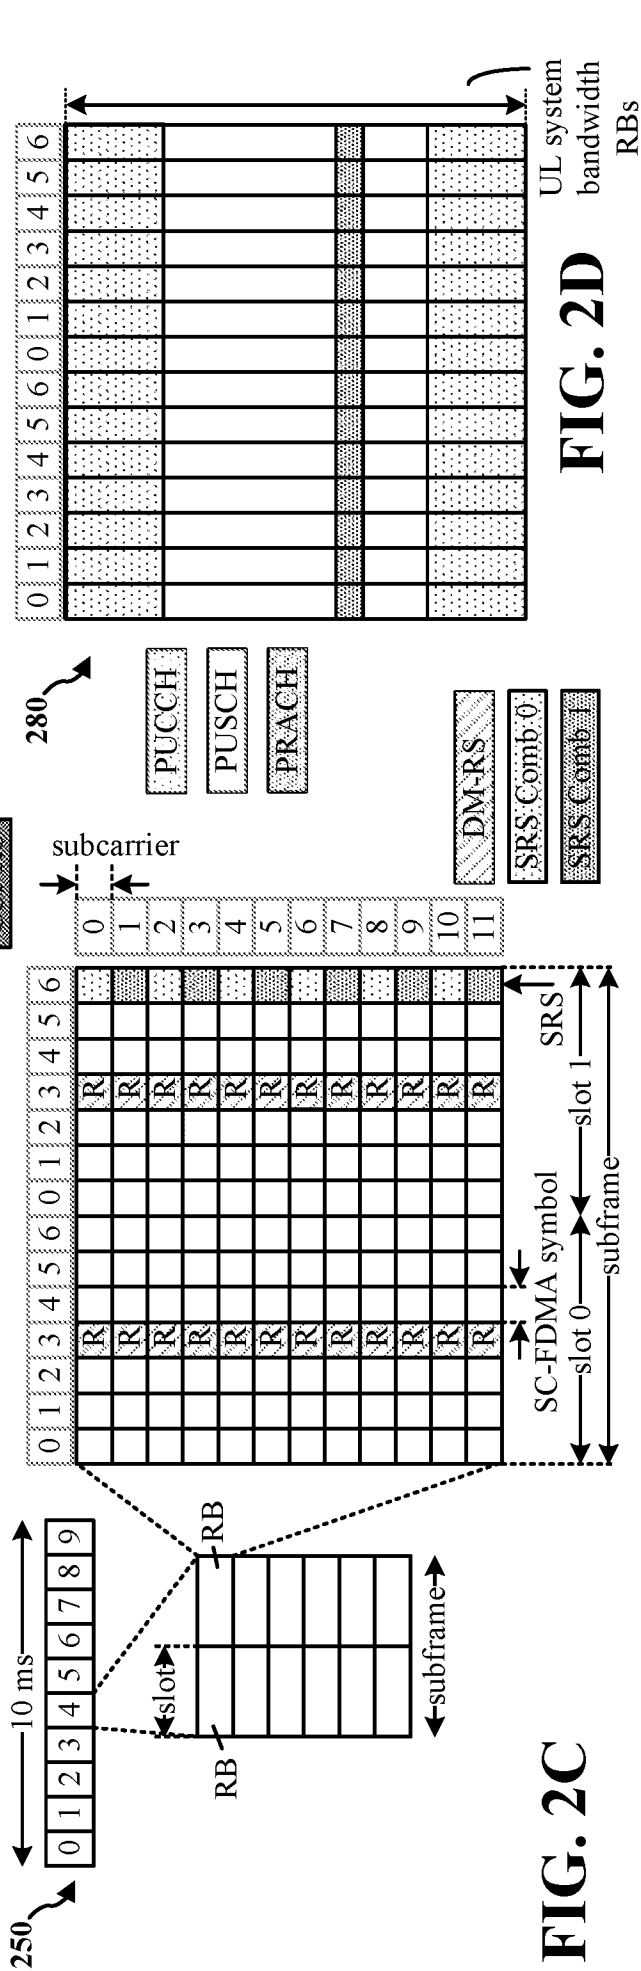 250
10 ms
0 1 2 3 4 5 6 7 8 9
RB
slot
RB
subframe
0 1 2 3 4 5 6 0 1 2 3 4 5 6
subcarrier
0
1
2
3
4
5
6
7
8
9
10
11
R R
R R
R R
R R
R R
R R
R R
R R
R R
R R
R R
R R
SRS
SC-FDMA symbol
slot 0
slot 1
subframe
DM-RS
SRS Comb 0
SRS Comb 1
FIG. 2C
280
PUCCH
PUSCH
PRACH
0 1 2 3 4 5 6 0 1 2 3 4 5 6
UL system
bandwidth
RBs
FIG. 2D